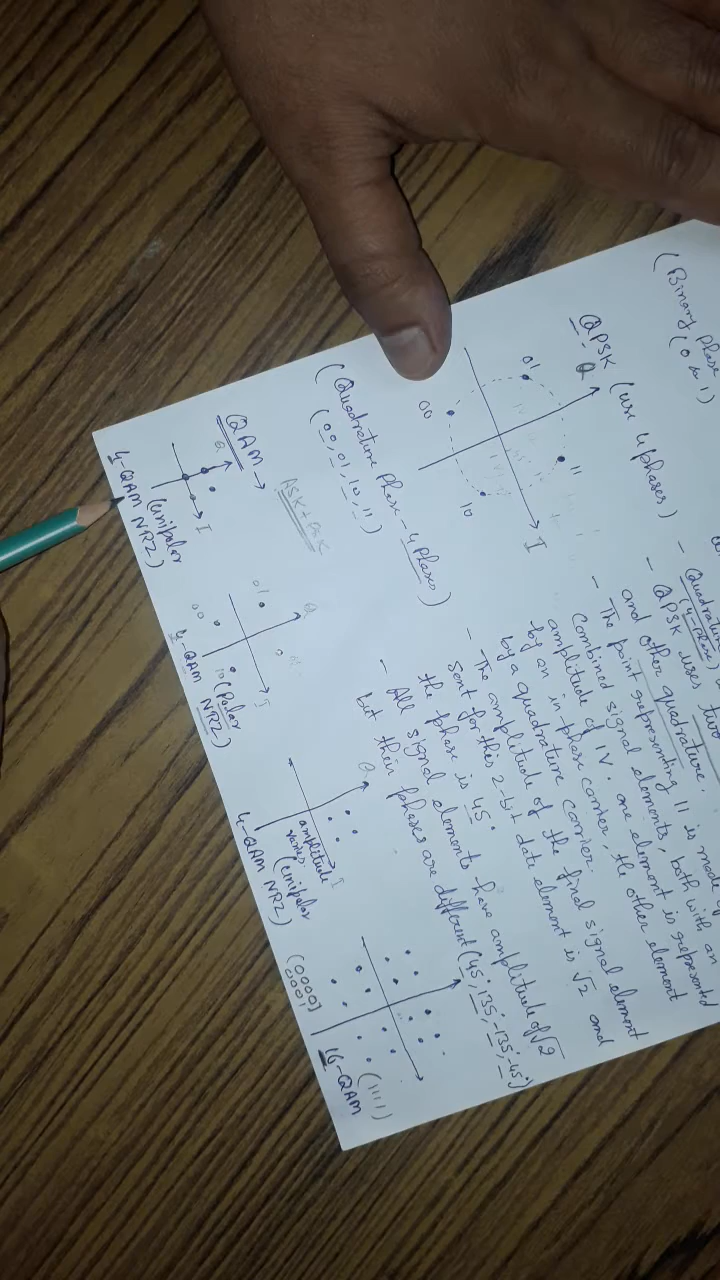 (Binary Phase
(0 & 1)
QPSK (use 4 phases)
Q
01
11
00
10
I
(Quadrature Phase - 4 Phases)
(00, 01, 10, 11)
(4-Phase)
- QPSK uses two
and other quadrature.
- The point representing 11 is made
Combined signal elements, both with an
amplitude of 1V. One element is represented
by an in-phase carrier, the other element
by a quadrature carrier.
- The amplitude of the final signal element
sent for this 2-bit data element is √2 and
the phase is 45°
- All signal elements have amplitude of √2
but their phases are different (45°, 135°, -135°, -45°)
QAM →
ASK + PSK
Q
I
(unipolar
4-QAM NRZ)
Q
01
00
10
I
(Polar
4-QAM NRZ)
Q
I
amplitude
varies
(unipolar
4-QAM NRZ)
(0000)
0001
(1111)
16-QAM